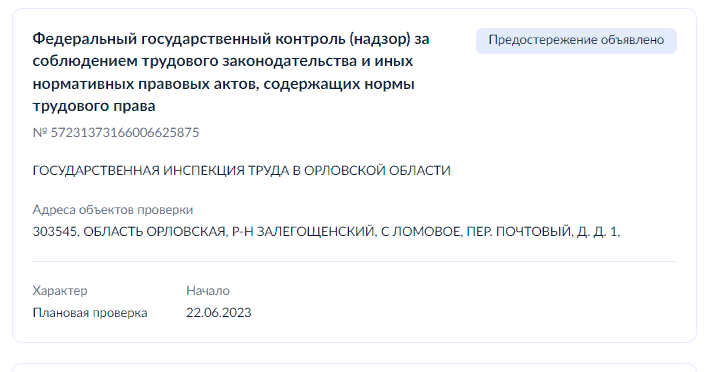 Федеральный государственный контроль (надзор) за
соблюдением трудового законодательства и иных
нормативных правовых актов, содержащих нормы
трудового права
Предостережение объявлено
№ 57231373166006625875
ГОСУДАРСТВЕННАЯ ИНСПЕКЦИЯ ТРУДА В ОРЛОВСКОЙ ОБЛАСТИ
Адреса объектов проверки
303545, ОБЛАСТЬ ОРЛОВСКАЯ, Р-Н ЗАЛЕГОЩЕНСКИЙ, С ЛОМОВОЕ, ПЕР. ПОЧТОВЫЙ, Д. Д. 1,
Характер Начало
Плановая проверка 22.06.2023